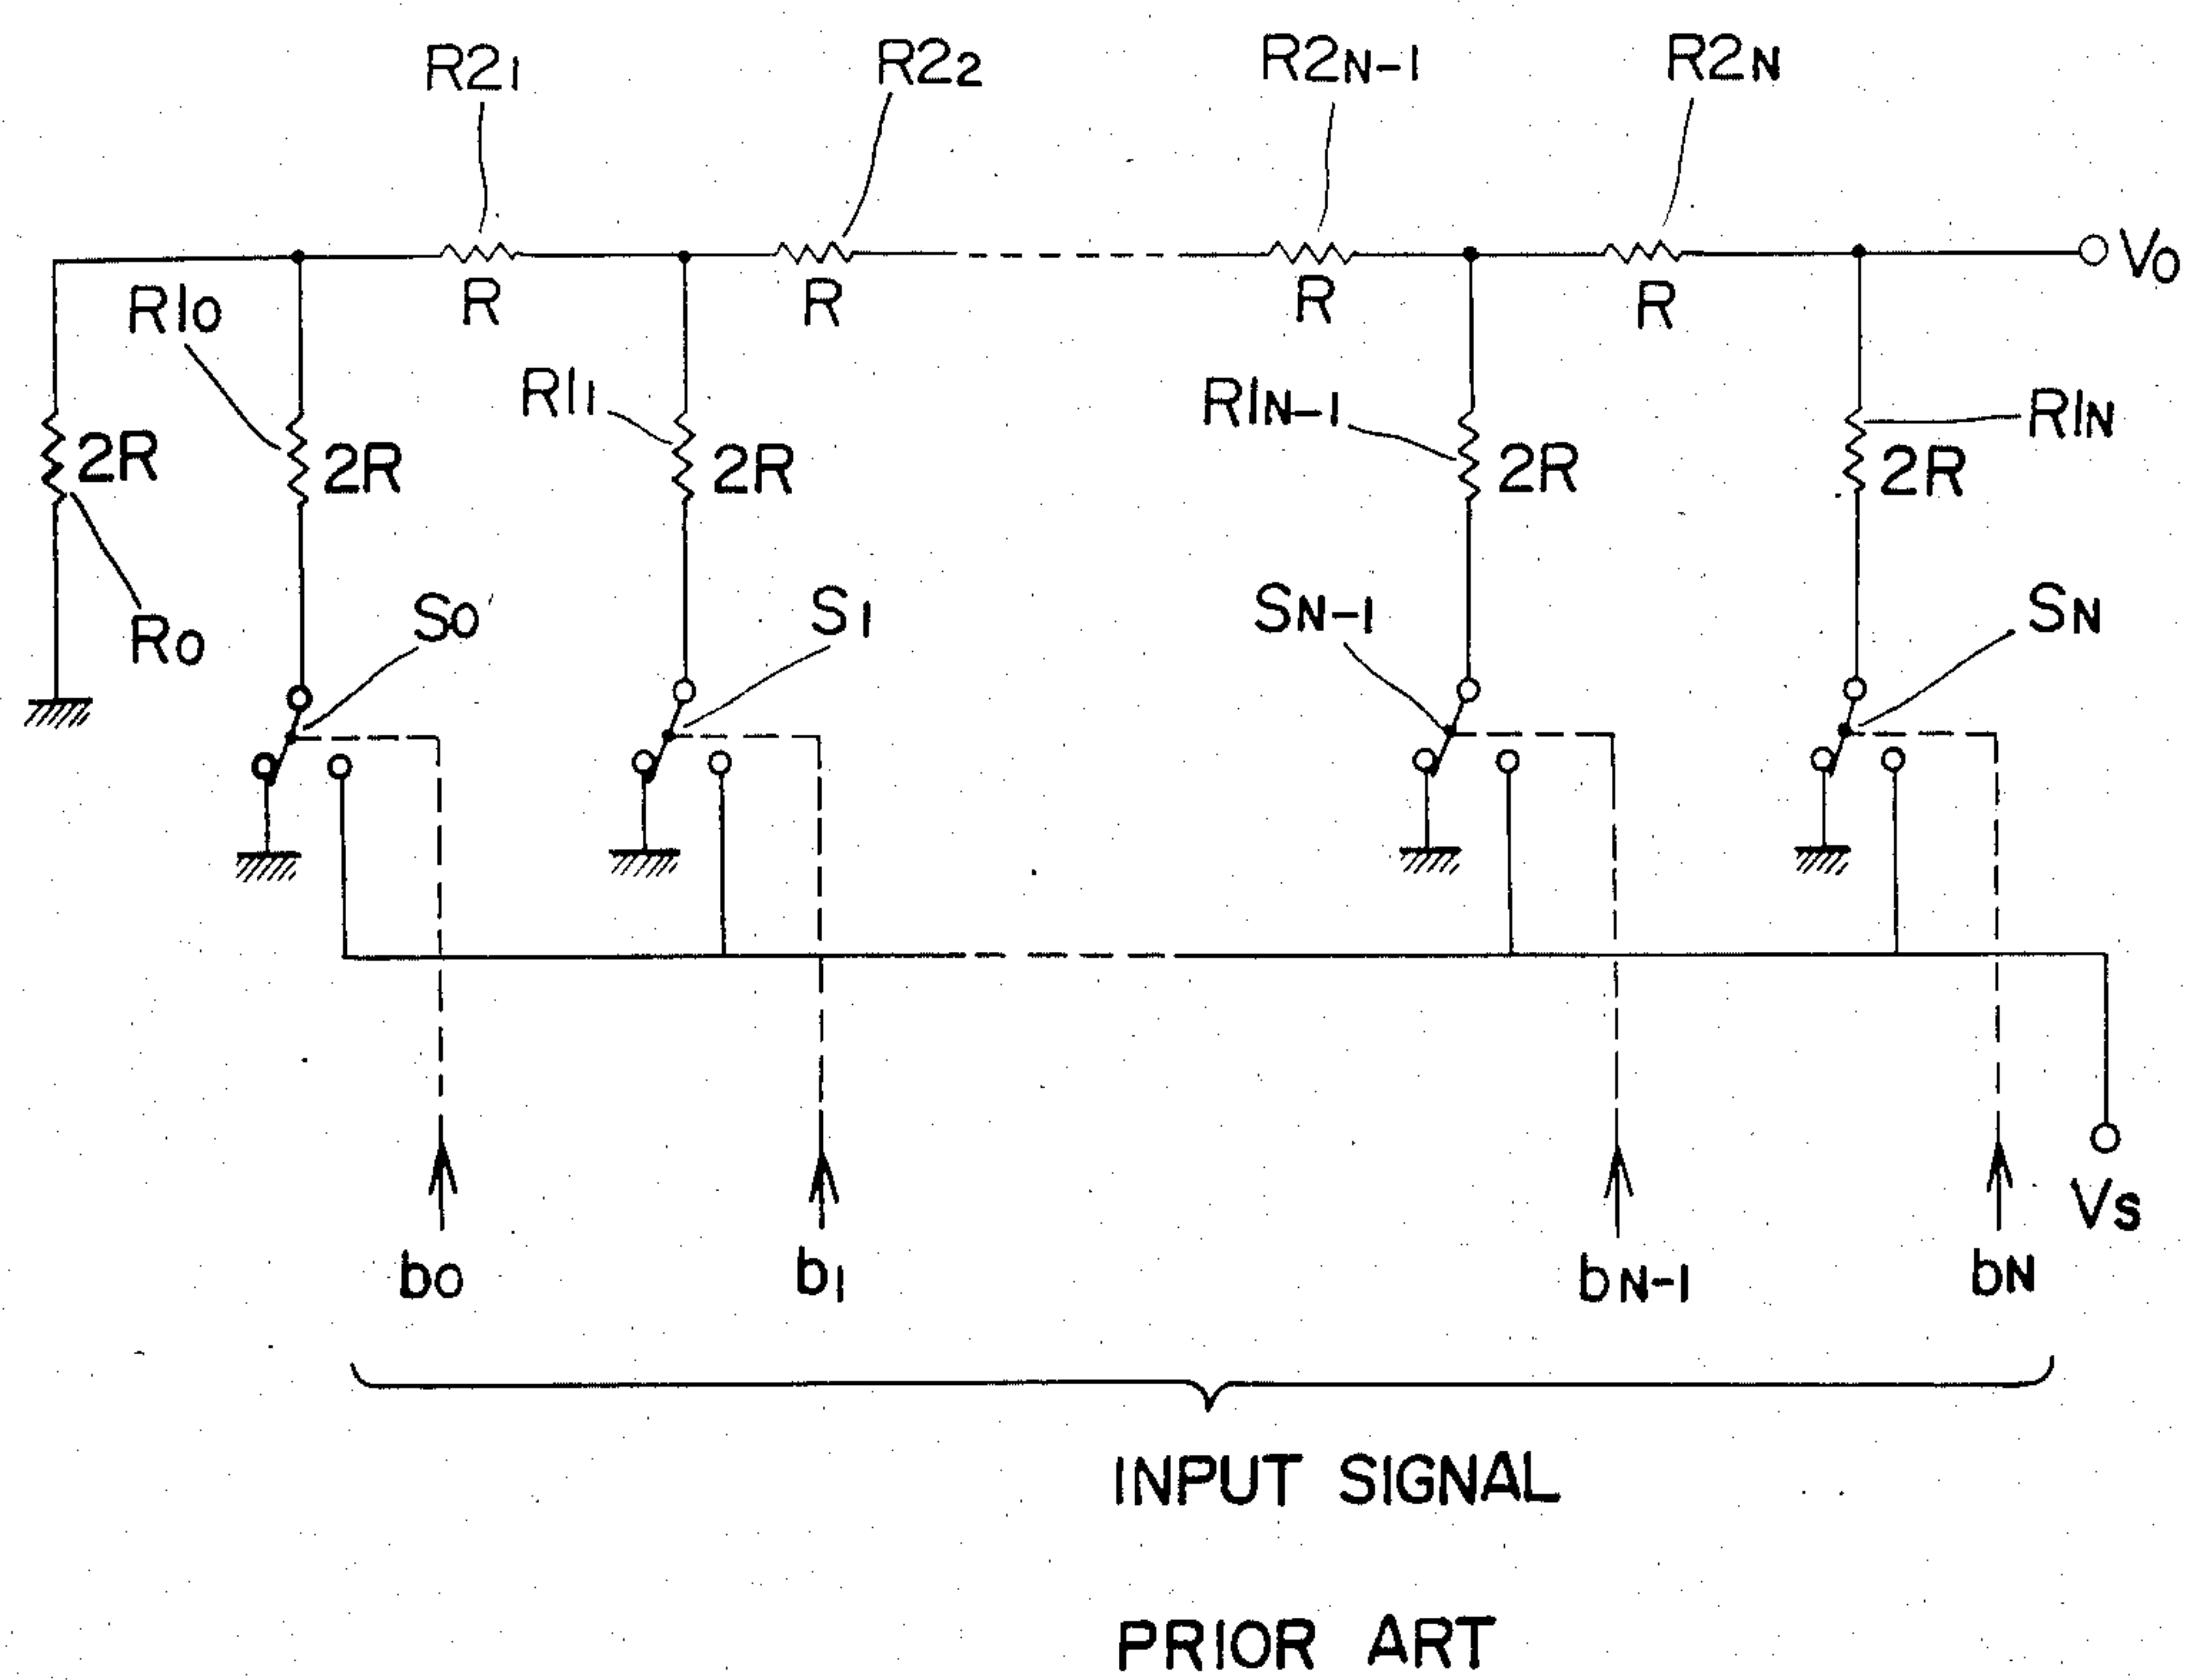 R21 R22 R2N-1 R2N
Vo
R R R R
R10
R11 R1N-1 R1N
2R 2R 2R 2R 2R
R0 S0 S1 SN-1 SN
Vs
b0 b1 bN-1 bN
INPUT SIGNAL
PRIOR ART